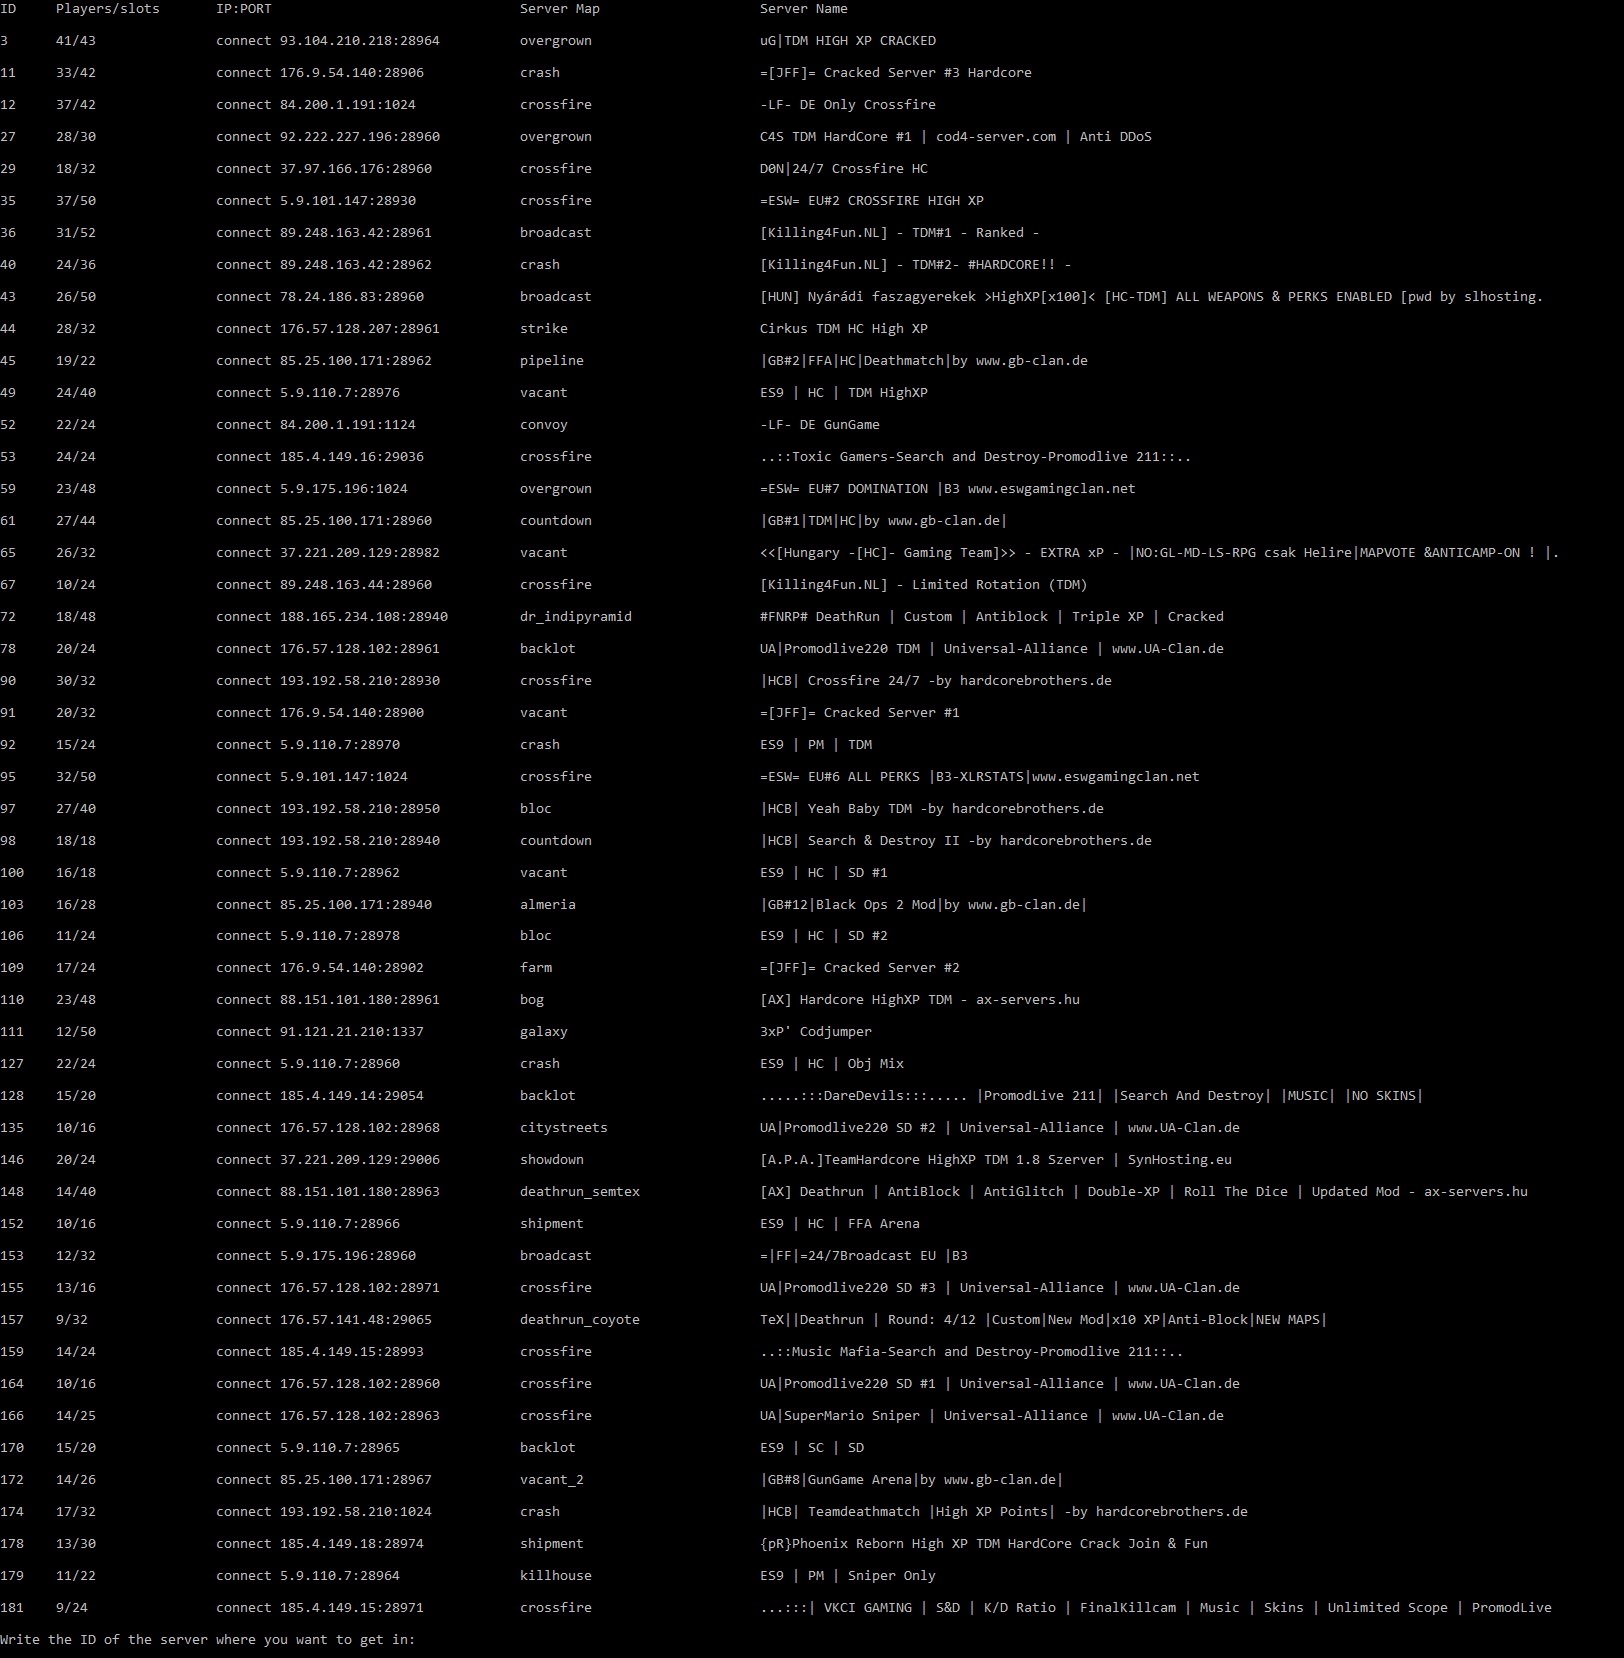 ID Players/slots IP:PORT Server Map Server Name
3 41/43 connect 93.104.210.218:28964 overgrown uG|TDM HIGH XP CRACKED
11 33/42 connect 176.9.54.140:28906 crash =[JFF]= Cracked Server #3 Hardcore
12 37/42 connect 84.200.1.191:1024 crossfire -LF- DE Only Crossfire
27 28/30 connect 92.222.227.196:28960 overgrown C4S TDM HardCore #1 | cod4-server.com | Anti DDoS
29 18/32 connect 37.97.166.176:28960 crossfire D0N|24/7 Crossfire HC
35 37/50 connect 5.9.101.147:28930 crossfire =ESW= EU#2 CROSSFIRE HIGH XP
36 31/52 connect 89.248.163.42:28961 broadcast [Killing4Fun.NL] - TDM#1 - Ranked -
40 24/36 connect 89.248.163.42:28962 crash [Killing4Fun.NL] - TDM#2- #HARDCORE!! -
43 26/50 connect 78.24.186.83:28960 broadcast [HUN] Nyárádi faszagyerekek >HighXP[x100]< [HC-TDM] ALL WEAPONS & PERKS ENABLED [pwd by slhosting.
44 28/32 connect 176.57.128.207:28961 strike Cirkus TDM HC High XP
45 19/22 connect 85.25.100.171:28962 pipeline |GB#2|FFA|HC|Deathmatch|by www.gb-clan.de
49 24/40 connect 5.9.110.7:28976 vacant ES9 | HC | TDM HighXP
52 22/24 connect 84.200.1.191:1124 convoy -LF- DE GunGame
53 24/24 connect 185.4.149.16:29036 crossfire ..::Toxic Gamers-Search and Destroy-Promodlive 211::..
59 23/48 connect 5.9.175.196:1024 overgrown =ESW= EU#7 DOMINATION |B3 www.eswgamingclan.net
61 27/44 connect 85.25.100.171:28960 countdown |GB#1|TDM|HC|by www.gb-clan.de|
65 26/32 connect 37.221.209.129:28982 vacant <<[Hungary -[HC]- Gaming Team]>> - EXTRA xP - |NO:GL-MD-LS-RPG csak Helire|MAPVOTE &ANTICAMP-ON ! |.
67 10/24 connect 89.248.163.44:28960 crossfire [Killing4Fun.NL] - Limited Rotation (TDM)
72 18/48 connect 188.165.234.108:28940 dr_indipyramid #FNRP# DeathRun | Custom | Antiblock | Triple XP | Cracked
78 20/24 connect 176.57.128.102:28961 backlot UA|Promodlive220 TDM | Universal-Alliance | www.UA-Clan.de
90 30/32 connect 193.192.58.210:28930 crossfire |HCB| Crossfire 24/7 -by hardcorebrothers.de
91 20/32 connect 176.9.54.140:28900 vacant =[JFF]= Cracked Server #1
92 15/24 connect 5.9.110.7:28970 crash ES9 | PM | TDM
95 32/50 connect 5.9.101.147:1024 crossfire =ESW= EU#6 ALL PERKS |B3-XLRSTATS|www.eswgamingclan.net
97 27/40 connect 193.192.58.210:28950 bloc |HCB| Yeah Baby TDM -by hardcorebrothers.de
98 18/18 connect 193.192.58.210:28940 countdown |HCB| Search & Destroy II -by hardcorebrothers.de
100 16/18 connect 5.9.110.7:28962 vacant ES9 | HC | SD #1
103 16/28 connect 85.25.100.171:28940 almeria |GB#12|Black Ops 2 Mod|by www.gb-clan.de|
106 11/24 connect 5.9.110.7:28978 bloc ES9 | HC | SD #2
109 17/24 connect 176.9.54.140:28902 farm =[JFF]= Cracked Server #2
110 23/48 connect 88.151.101.180:28961 bog [AX] Hardcore HighXP TDM - ax-servers.hu
111 12/50 connect 91.121.21.210:1337 galaxy 3xP' Codjumper
127 22/24 connect 5.9.110.7:28960 crash ES9 | HC | Obj Mix
128 15/20 connect 185.4.149.14:29054 backlot .....:::DareDevils:::..... |PromodLive 211| |Search And Destroy| |MUSIC| |NO SKINS|
135 10/16 connect 176.57.128.102:28968 citystreets UA|Promodlive220 SD #2 | Universal-Alliance | www.UA-Clan.de
146 20/24 connect 37.221.209.129:29006 showdown [A.P.A.]TeamHardcore HighXP TDM 1.8 Szerver | SynHosting.eu
148 14/40 connect 88.151.101.180:28963 deathrun_semtex [AX] Deathrun | AntiBlock | AntiGlitch | Double-XP | Roll The Dice | Updated Mod - ax-servers.hu
152 10/16 connect 5.9.110.7:28966 shipment ES9 | HC | FFA Arena
153 12/32 connect 5.9.175.196:28960 broadcast =|FF|=24/7Broadcast EU |B3
155 13/16 connect 176.57.128.102:28971 crossfire UA|Promodlive220 SD #3 | Universal-Alliance | www.UA-Clan.de
157 9/32 connect 176.57.141.48:29065 deathrun_coyote TeX||Deathrun | Round: 4/12 |Custom|New Mod|x10 XP|Anti-Block|NEW MAPS|
159 14/24 connect 185.4.149.15:28993 crossfire ..::Music Mafia-Search and Destroy-Promodlive 211::..
164 10/16 connect 176.57.128.102:28960 crossfire UA|Promodlive220 SD #1 | Universal-Alliance | www.UA-Clan.de
166 14/25 connect 176.57.128.102:28963 crossfire UA|SuperMario Sniper | Universal-Alliance | www.UA-Clan.de
170 15/20 connect 5.9.110.7:28965 backlot ES9 | SC | SD
172 14/26 connect 85.25.100.171:28967 vacant_2 |GB#8|GunGame Arena|by www.gb-clan.de|
174 17/32 connect 193.192.58.210:1024 crash |HCB| Teamdeathmatch |High XP Points| -by hardcorebrothers.de
178 13/30 connect 185.4.149.18:28974 shipment {pR}Phoenix Reborn High XP TDM HardCore Crack Join & Fun
179 11/22 connect 5.9.110.7:28964 killhouse ES9 | PM | Sniper Only
181 9/24 connect 185.4.149.15:28971 crossfire ...:::| VKCI GAMING | S&D | K/D Ratio | FinalKillcam | Music | Skins | Unlimited Scope | PromodLive
Write the ID of the server where you want to get in: